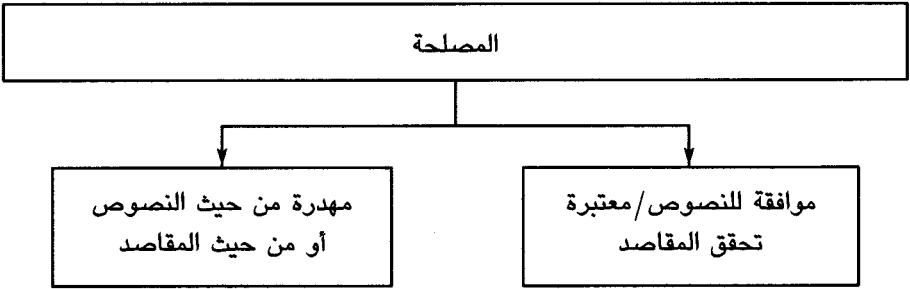 المصلحة
موافقة للنصوص/معتبرة
تحقق المقاصد
مهدرة من حيث النصوص
أو من حيث المقاصد